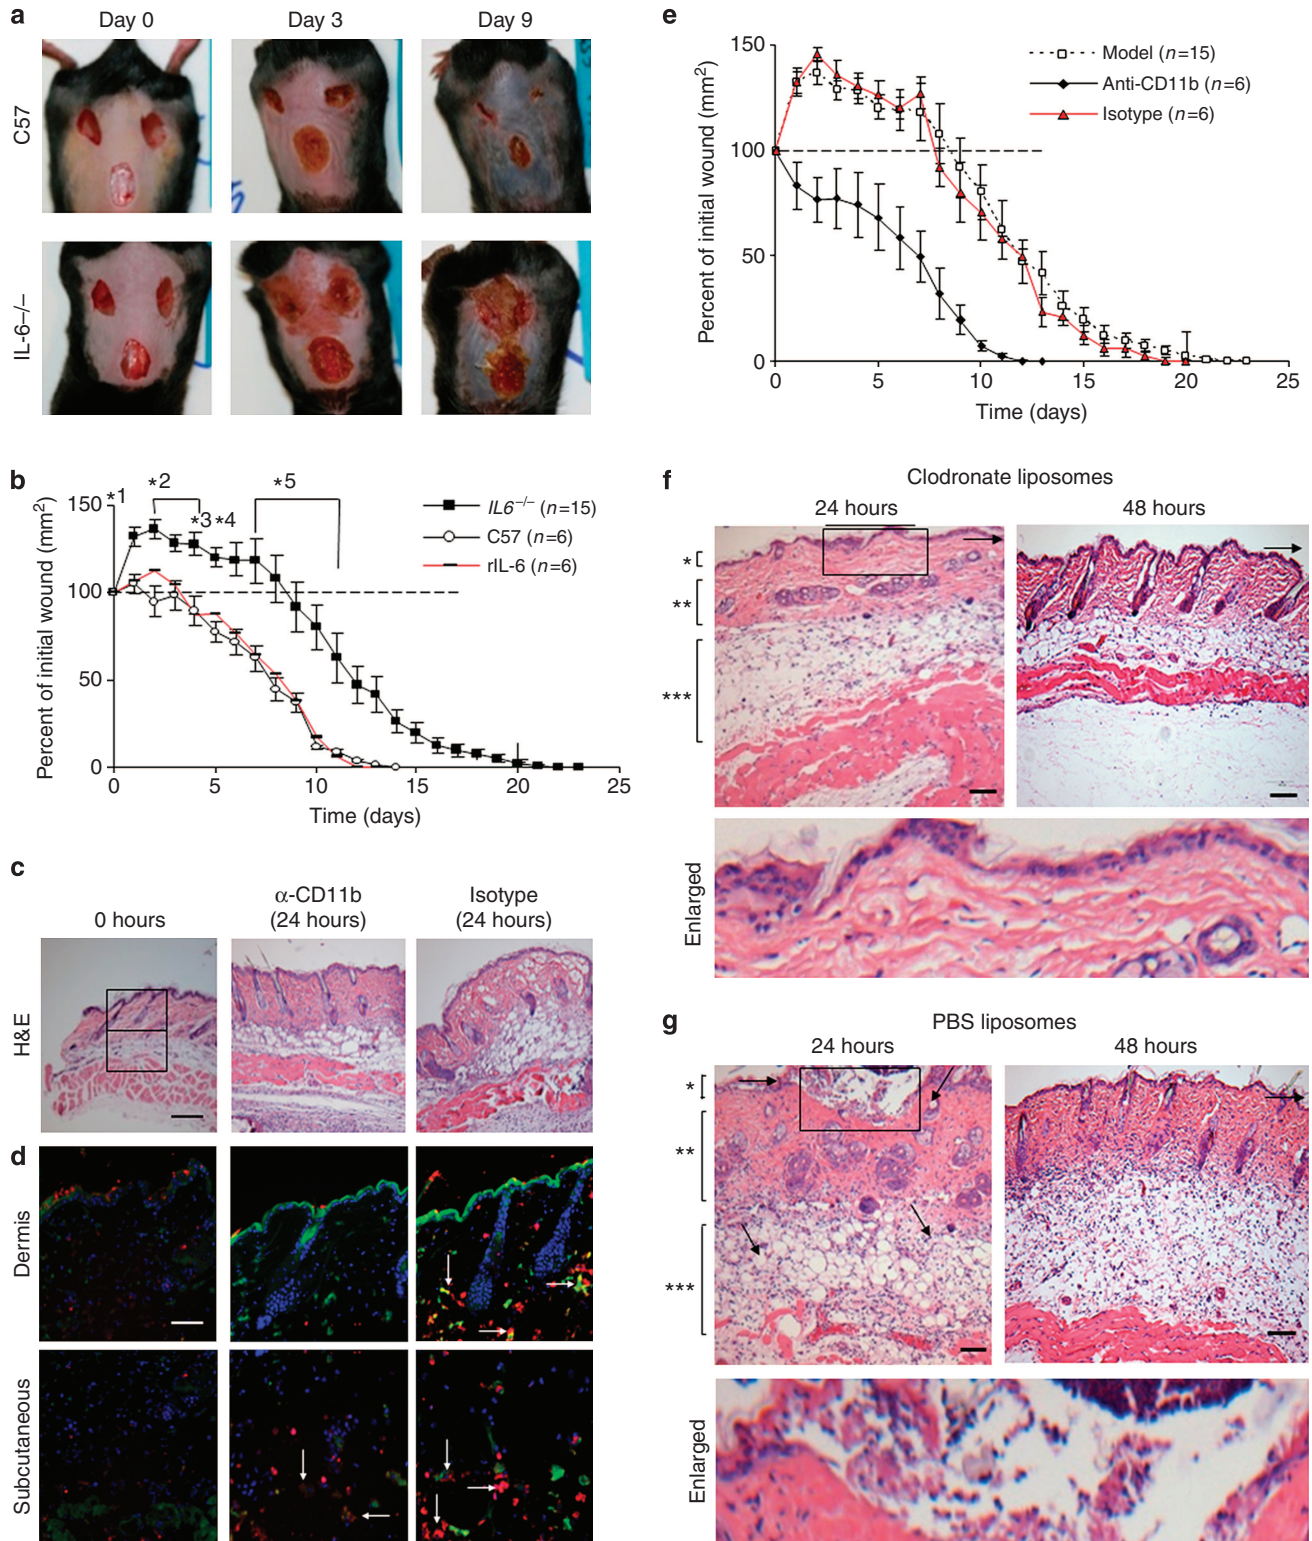 a
Day 0
Day 3
Day 9
C57
IL-6–/–
b
*1
*2
*3
*4
*5
Percent of initial wound (mm2)
150
100
50
0
0
5
10
15
20
25
Time (days)
IL6–/– (n=15)
C57 (n=6)
rIL-6 (n=6)
c
0 hours
α-CD11b
(24 hours)
Isotype
(24 hours)
H&E
d
Dermis
Subcutaneous
e
Percent of initial wound (mm2)
150
100
50
0
0
5
10
15
20
25
Time (days)
Model (n=15)
Anti-CD11b (n=6)
Isotype (n=6)
f
Clodronate liposomes
24 hours
48 hours
*
**
***
Enlarged
g
PBS liposomes
24 hours
48 hours
*
**
***
Enlarged